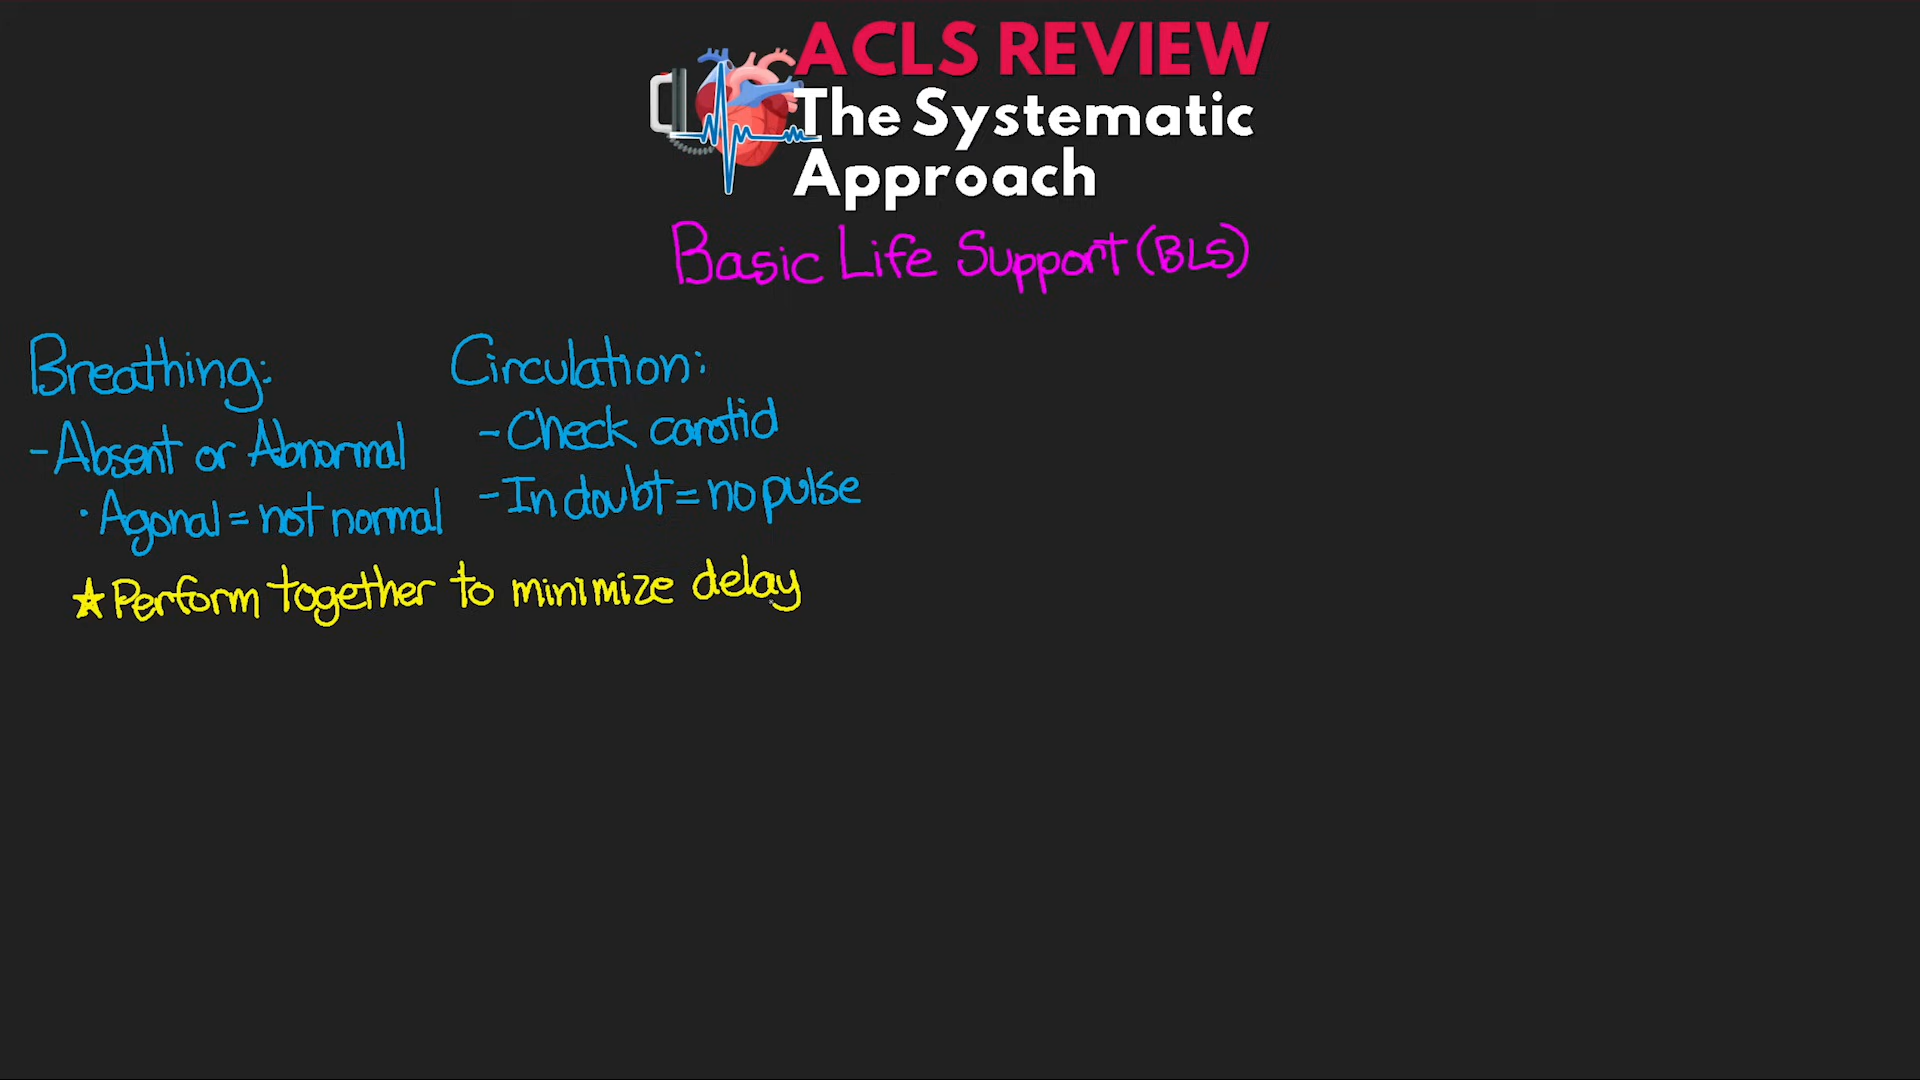 ACLS REVIEW
The Systematic
Approach
Basic Life Support (BLS)
Breathing:
- Absent or Abnormal
• Agonal = not normal
Circulation:
- Check carotid
- In doubt = no pulse
☆ Perform together to minimize delay